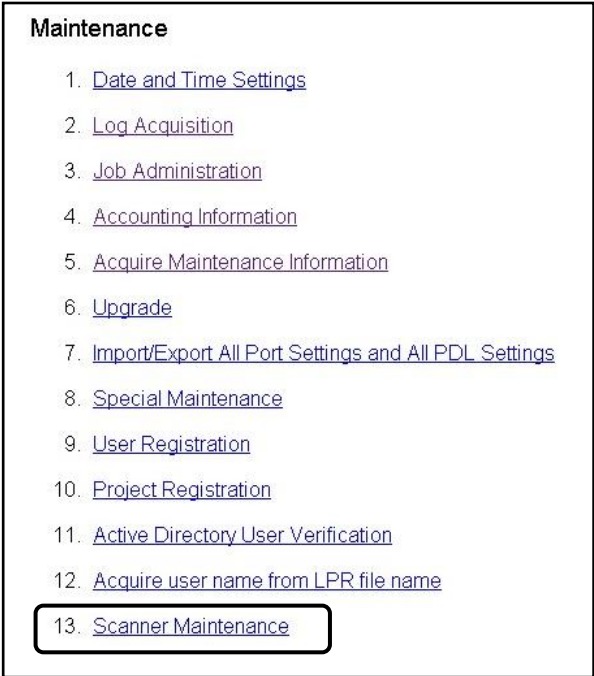 Maintenance
1. Date and Time Settings
2. Log Acquisition
3. Job Administration
4. Accounting Information
5. Acquire Maintenance Information
6. Upgrade
7. Import/Export All Port Settings and All PDL Settings
8. Special Maintenance
9. User Registration
10. Project Registration
11. Active Directory User Verification
12. Acquire user name from LPR file name
13. Scanner Maintenance